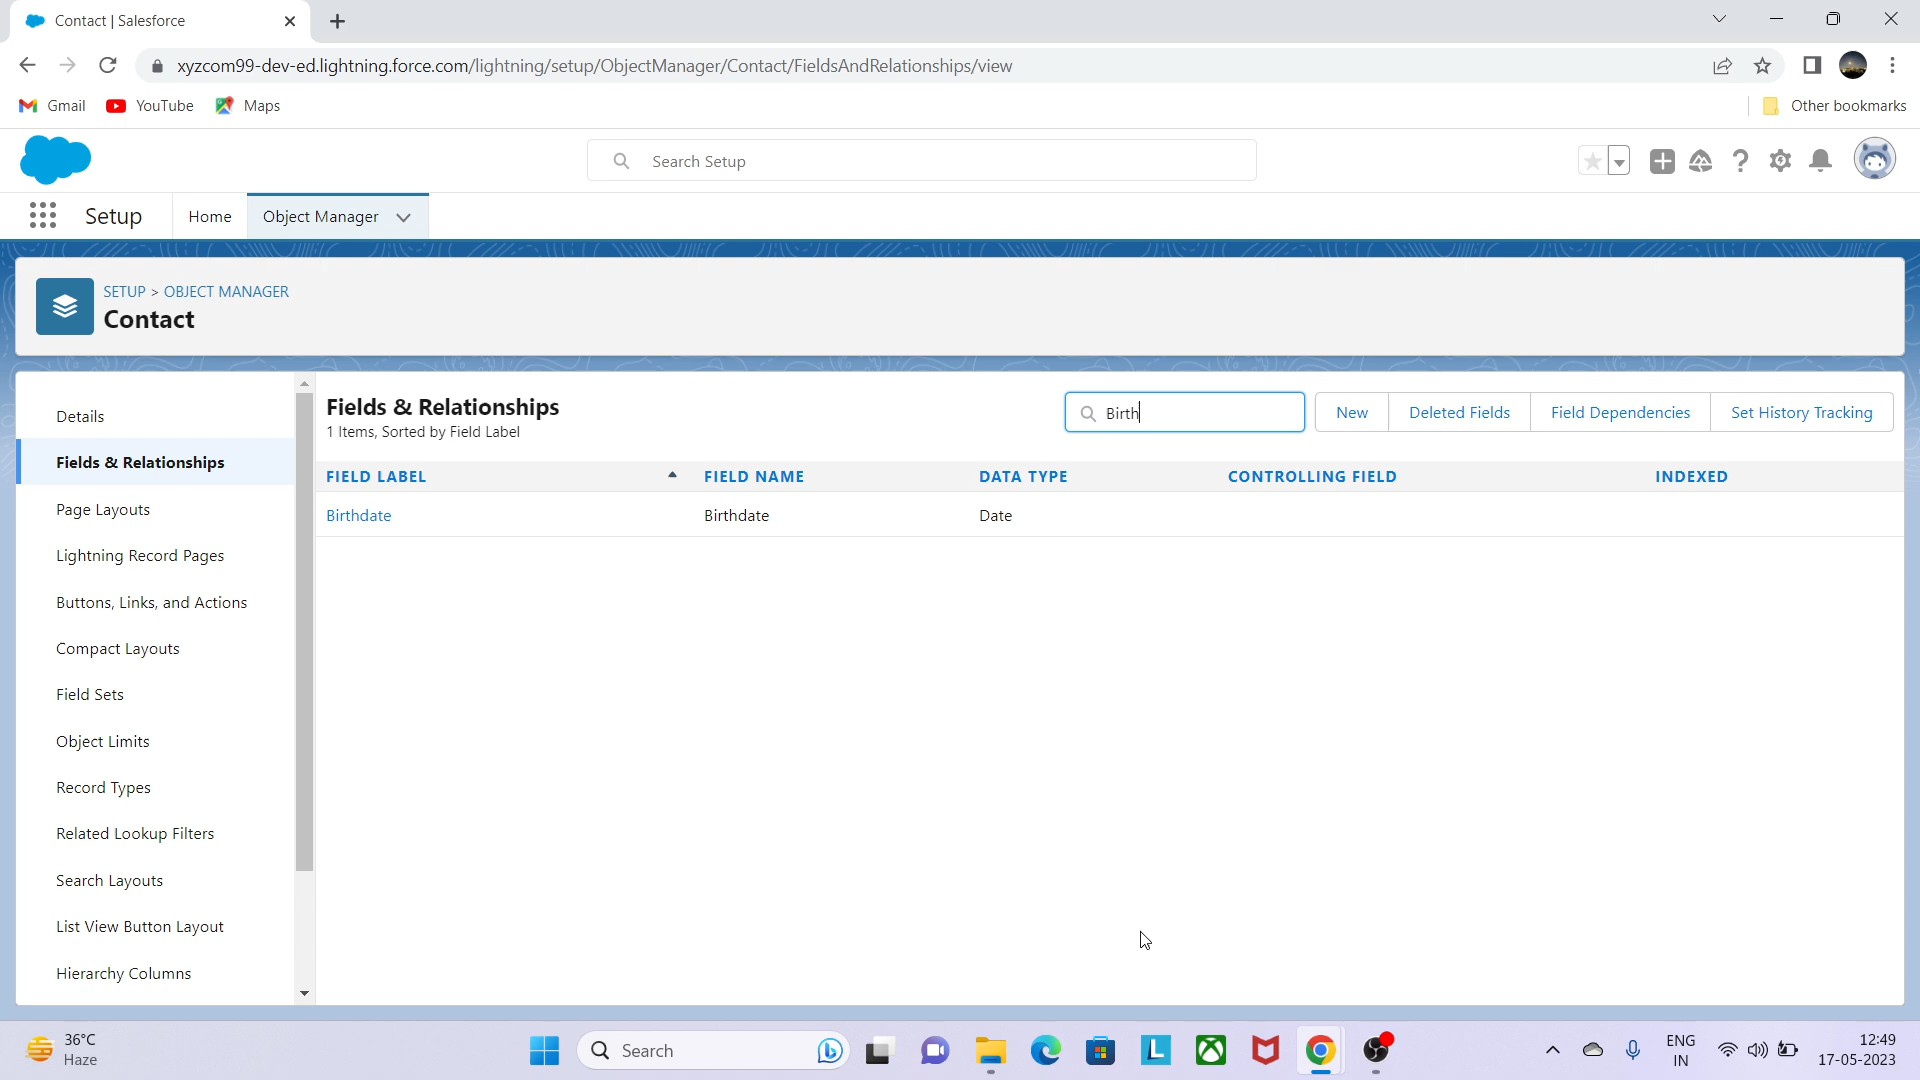 Contact | Salesforce
xyzcom99-dev-ed.lightning.force.com/lightning/setup/ObjectManager/Contact/FieldsAndRelationships/view
Gmail YouTube Maps Other bookmarks
Search Setup
Setup Home Object Manager
SETUP > OBJECT MANAGER
Contact
Details
Fields & Relationships
Page Layouts
Lightning Record Pages
Buttons, Links, and Actions
Compact Layouts
Field Sets
Object Limits
Record Types
Related Lookup Filters
Search Layouts
List View Button Layout
Hierarchy Columns
Fields & Relationships
1 Items, Sorted by Field Label
Birth New Deleted Fields Field Dependencies Set History Tracking
FIELD LABEL FIELD NAME DATA TYPE CONTROLLING FIELD INDEXED
Birthdate Birthdate Date
36°C
Haze
Search
ENG
IN
12:49
17-05-2023